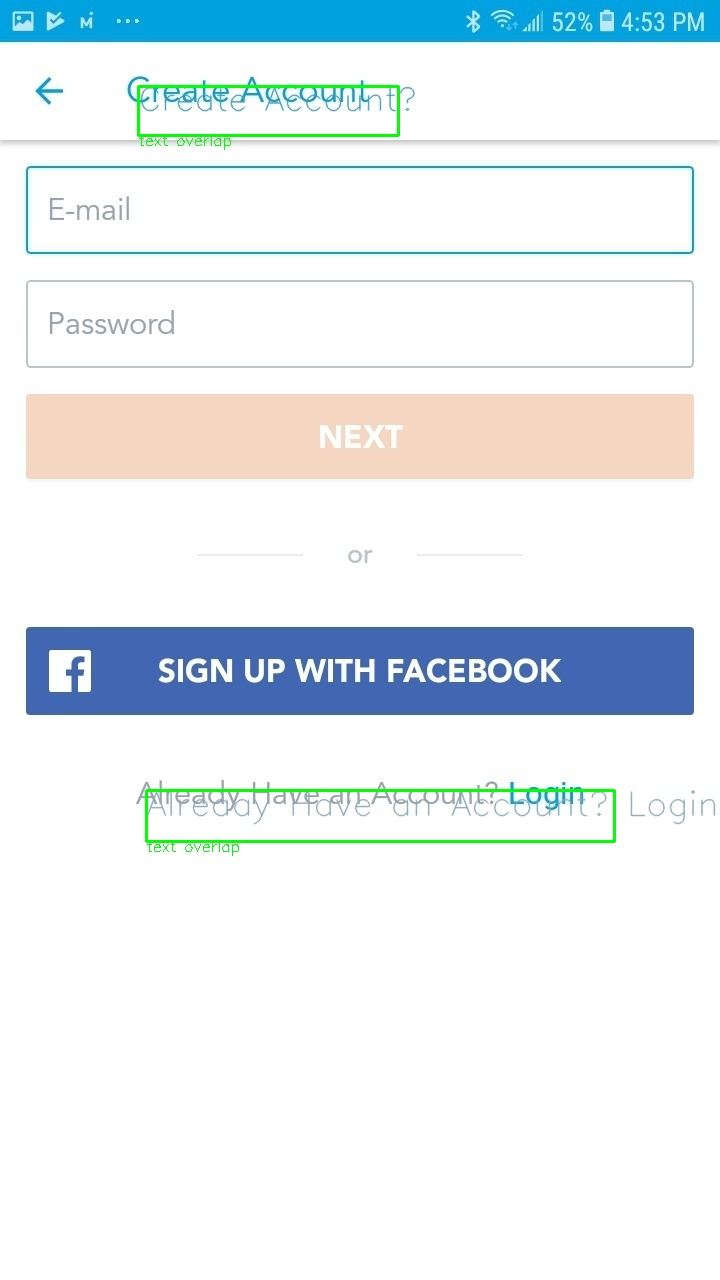 52% 4:53 PM
Create Account
Create Account?
text overlap
E-mail
Password
NEXT
or
SIGN UP WITH FACEBOOK
Already Have an Account? Login
Already Have an Account? Login
text overlap